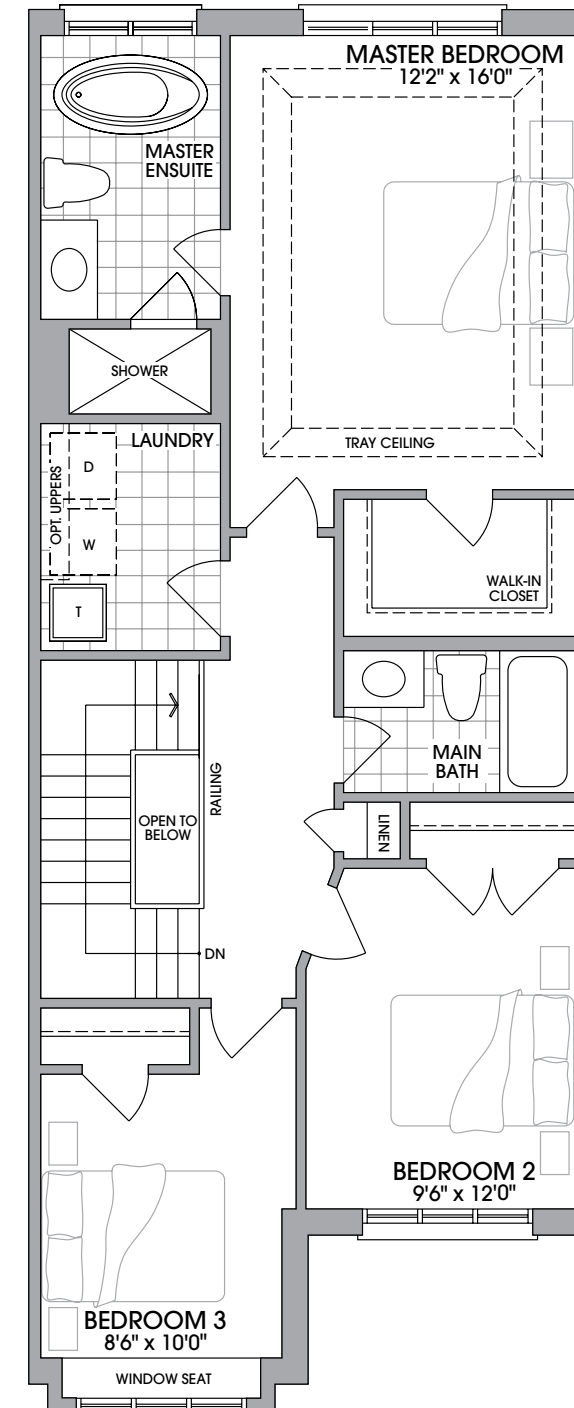 MASTER BEDROOM
12'2" x 16'0"
MASTER
ENSUITE
SHOWER
TRAY CEILING
LAUNDRY
D
OPT. UPPERS
W
T
WALK-IN
CLOSET
MAIN
BATH
RAILING
OPEN TO
BELOW
LINEN
DN
BEDROOM 2
9'6" x 12'0"
BEDROOM 3
8'6" x 10'0"
WINDOW SEAT